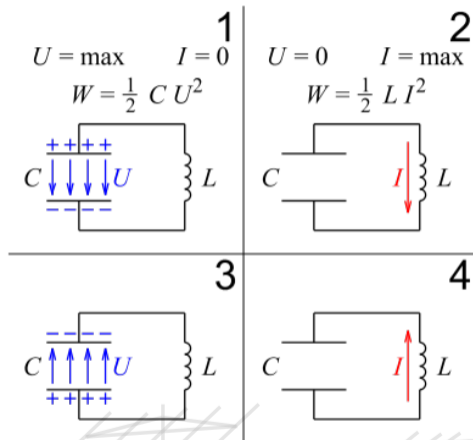 1
U = max I = 0
W = ½ C U²
++++
C U L
−−−−
2
U = 0 I = max
W = ½ L I²
C I L
3
−−−−
C U L
++++
4
C I L